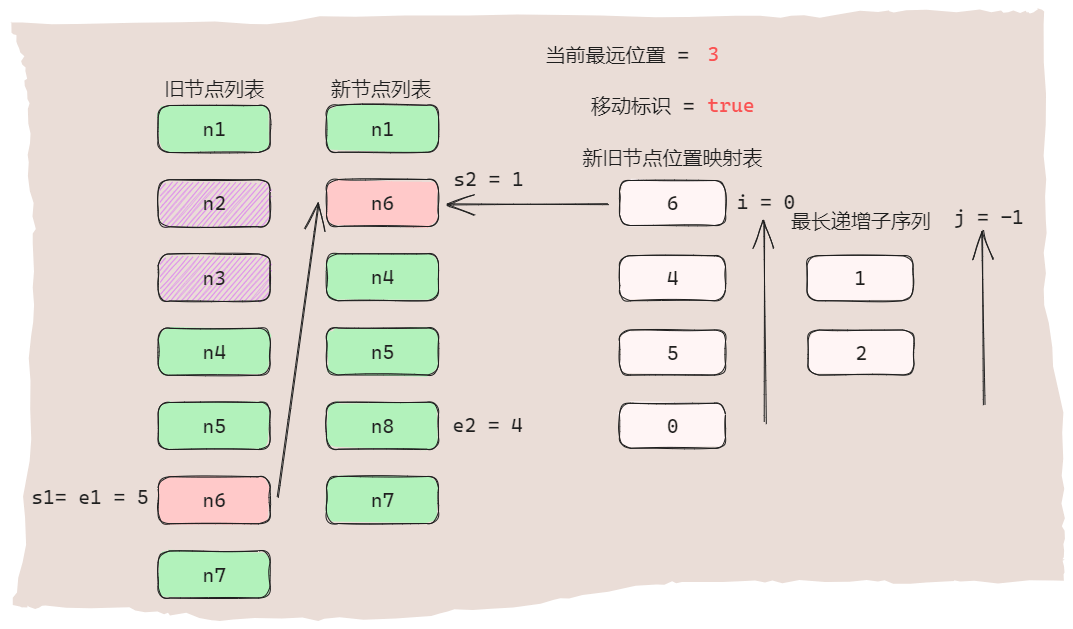 当前最远位置 = 3
移动标识 = true
旧节点列表
n1
n2
n3
n4
n5
n6
n7
s1= e1 = 5
新节点列表
n1
n6
n4
n5
n8
n7
s2 = 1
e2 = 4
新旧节点位置映射表
6
4
5
0
i = 0
最长递增子序列
1
2
j = -1